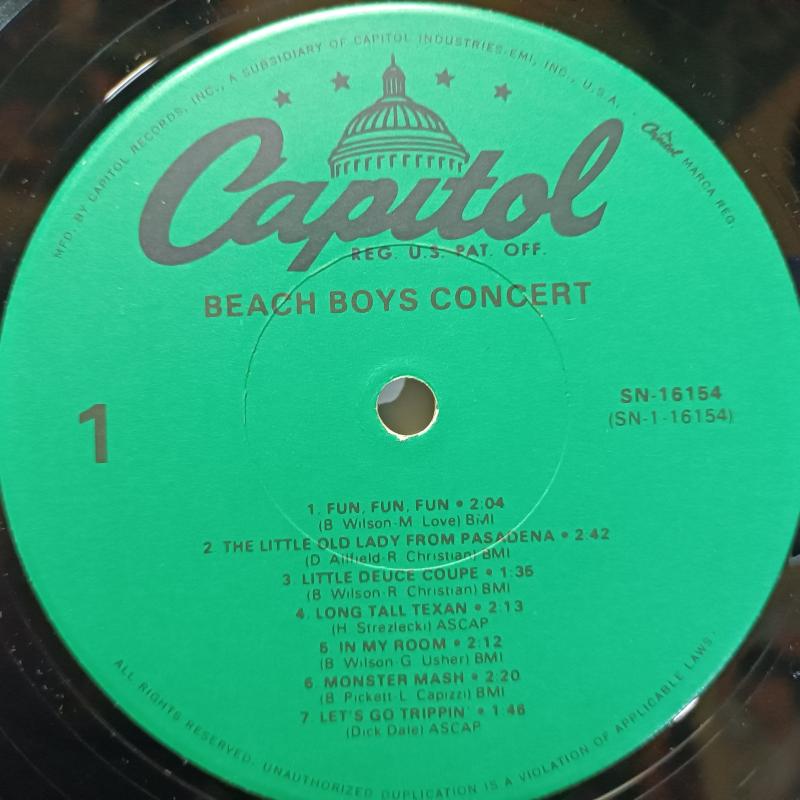 MFD. BY CAPITOL RECORDS, INC., A SUBSIDIARY OF CAPITOL INDUSTRIES-EMI, INC., U.S.A. · Capitol MARCA REG.
Capitol
REG. U.S. PAT. OFF.
BEACH BOYS CONCERT
1
SN-16154
(SN-1-16154)
1. FUN, FUN, FUN • 2:04
(B. Wilson-M. Love) BMI
2. THE LITTLE OLD LADY FROM PASADENA • 2:42
(D. Altfield-R. Christian) BMI
3. LITTLE DEUCE COUPE • 1:35
(B. Wilson-R. Christian) BMI
4. LONG TALL TEXAN • 2:13
(H. Strezlecki) ASCAP
5. IN MY ROOM • 2:12
(B. Wilson-G. Usher) BMI
6. MONSTER MASH • 2:20
(B. Pickett-L. Capizzi) BMI
7. LET'S GO TRIPPIN' • 1:46
(Dick Dale) ASCAP
ALL RIGHTS RESERVED. UNAUTHORIZED DUPLICATION IS A VIOLATION OF APPLICABLE LAWS.